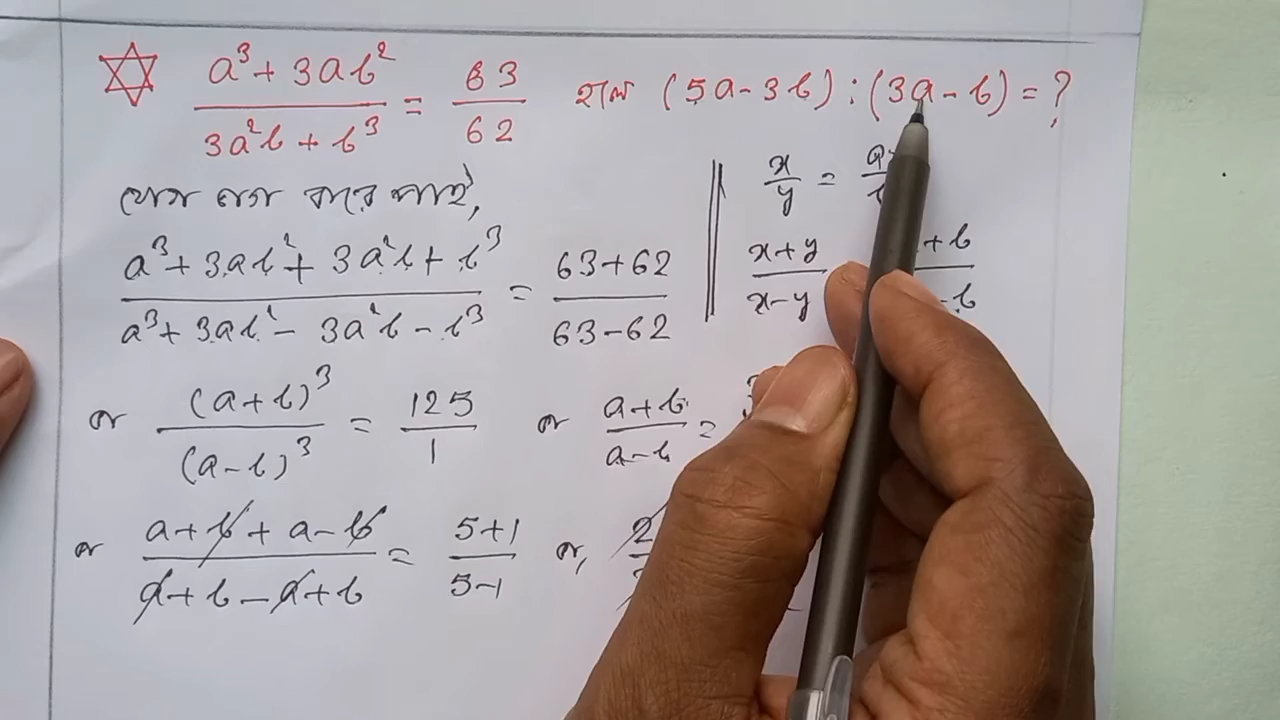 (a³ + 3ab²)/(3a²b + b³) = 63/62 হলে (5a - 3b) : (3a - b) = ?
যোগ ভাগ করে পাই,
x/y =
(a³ + 3ab² + 3a²b + b³)/(a³ + 3ab² - 3a²b - b³) = (63 + 62)/(63 - 62)
(x + y)/(x - y)
or (a + b)³/(a - b)³ = 125/1 or (a + b)/(a - b) =
or (a + b + a - b)/(a + b - a + b) = (5 + 1)/(5 - 1) or, 2